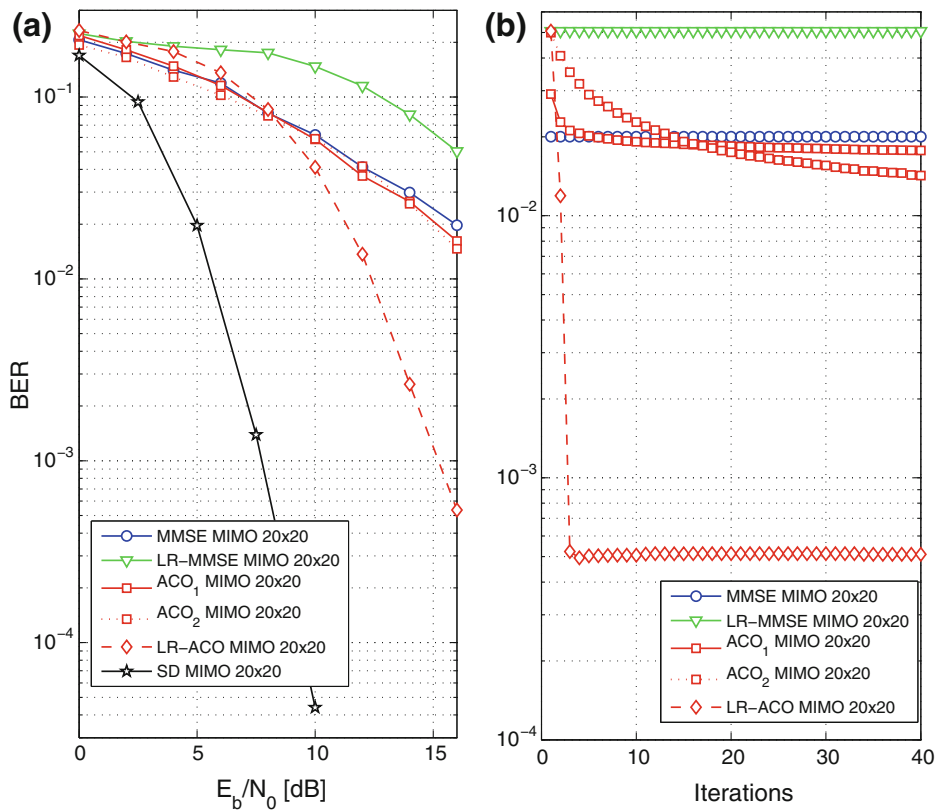 (a)
10^-1
10^-2
10^-3
10^-4
BER
0
5
10
15
E_b/N_0 [dB]
MMSE MIMO 20x20
LR-MMSE MIMO 20x20
ACO_1 MIMO 20x20
ACO_2 MIMO 20x20
LR-ACO MIMO 20x20
SD MIMO 20x20
(b)
10^-2
10^-3
10^-4
0
10
20
30
40
Iterations
MMSE MIMO 20x20
LR-MMSE MIMO 20x20
ACO_1 MIMO 20x20
ACO_2 MIMO 20x20
LR-ACO MIMO 20x20